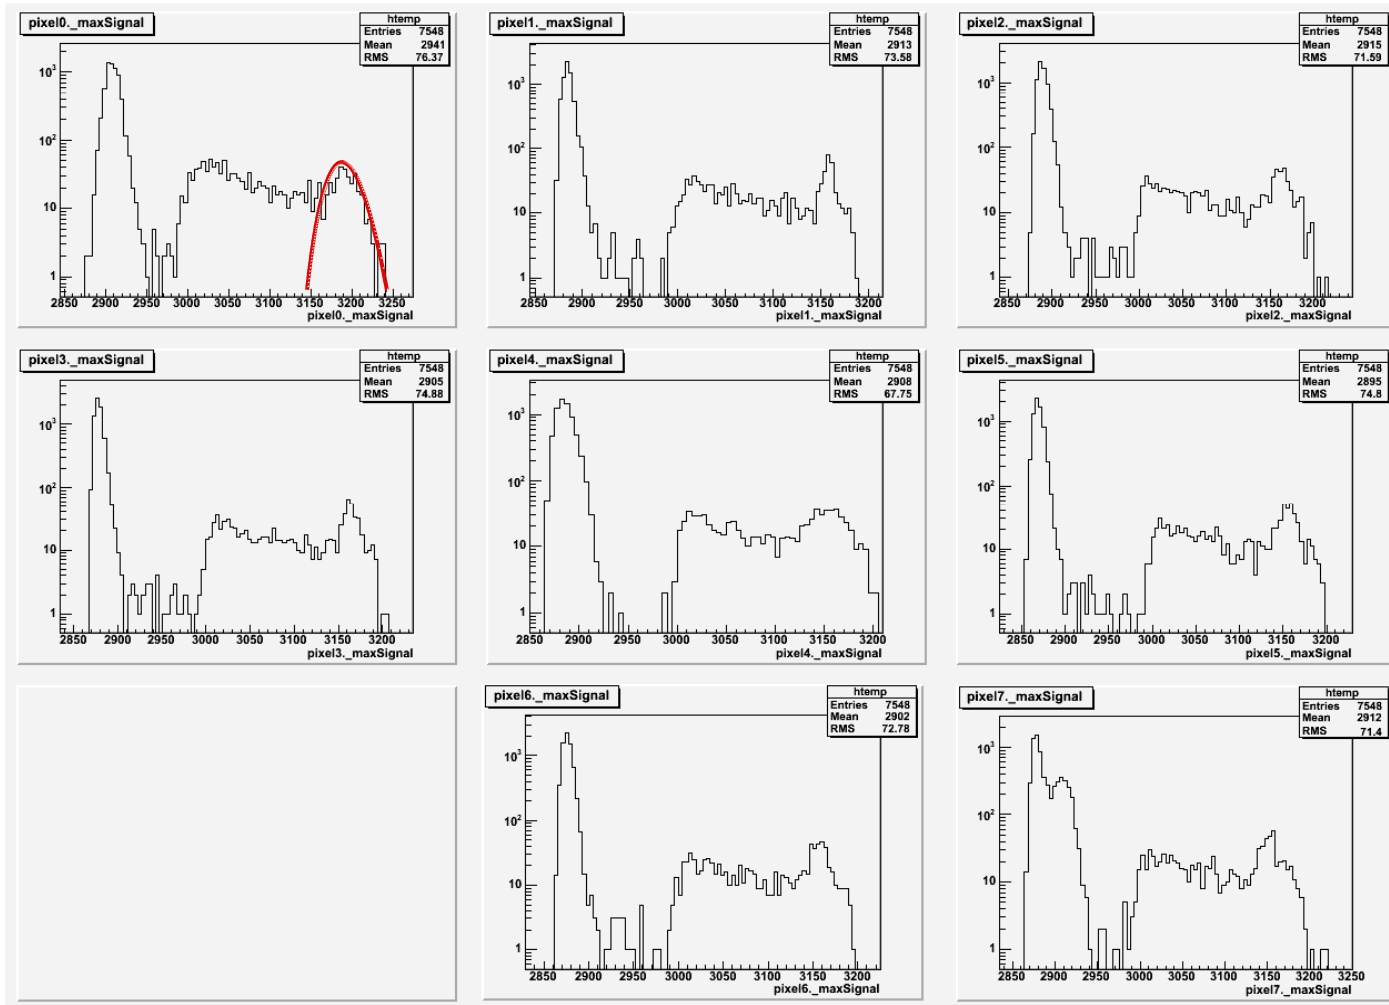 pixel0._maxSignal
htemp
Entries 7548
Mean 2941
RMS 76.37
10³
10²
10
1
2850 2900 2950 3000 3050 3100 3150 3200 3250
pixel0._maxSignal
pixel1._maxSignal
htemp
Entries 7548
Mean 2913
RMS 73.58
10³
10²
10
1
2850 2900 2950 3000 3050 3100 3150 3200
pixel1._maxSignal
pixel2._maxSignal
htemp
Entries 7548
Mean 2915
RMS 71.59
10³
10²
10
1
2850 2900 2950 3000 3050 3100 3150 3200
pixel2._maxSignal
pixel3._maxSignal
htemp
Entries 7548
Mean 2905
RMS 74.88
10³
10²
10
1
2850 2900 2950 3000 3050 3100 3150 3200
pixel3._maxSignal
pixel4._maxSignal
htemp
Entries 7548
Mean 2908
RMS 67.75
10³
10²
10
1
2850 2900 2950 3000 3050 3100 3150 3200
pixel4._maxSignal
pixel5._maxSignal
htemp
Entries 7548
Mean 2895
RMS 74.8
10³
10²
10
1
2850 2900 2950 3000 3050 3100 3150 3200
pixel5._maxSignal
pixel6._maxSignal
htemp
Entries 7548
Mean 2902
RMS 72.78
10³
10²
10
1
2850 2900 2950 3000 3050 3100 3150 3200
pixel6._maxSignal
pixel7._maxSignal
htemp
Entries 7548
Mean 2912
RMS 71.4
10³
10²
10
1
2850 2900 2950 3000 3050 3100 3150 3200 3250
pixel7._maxSignal